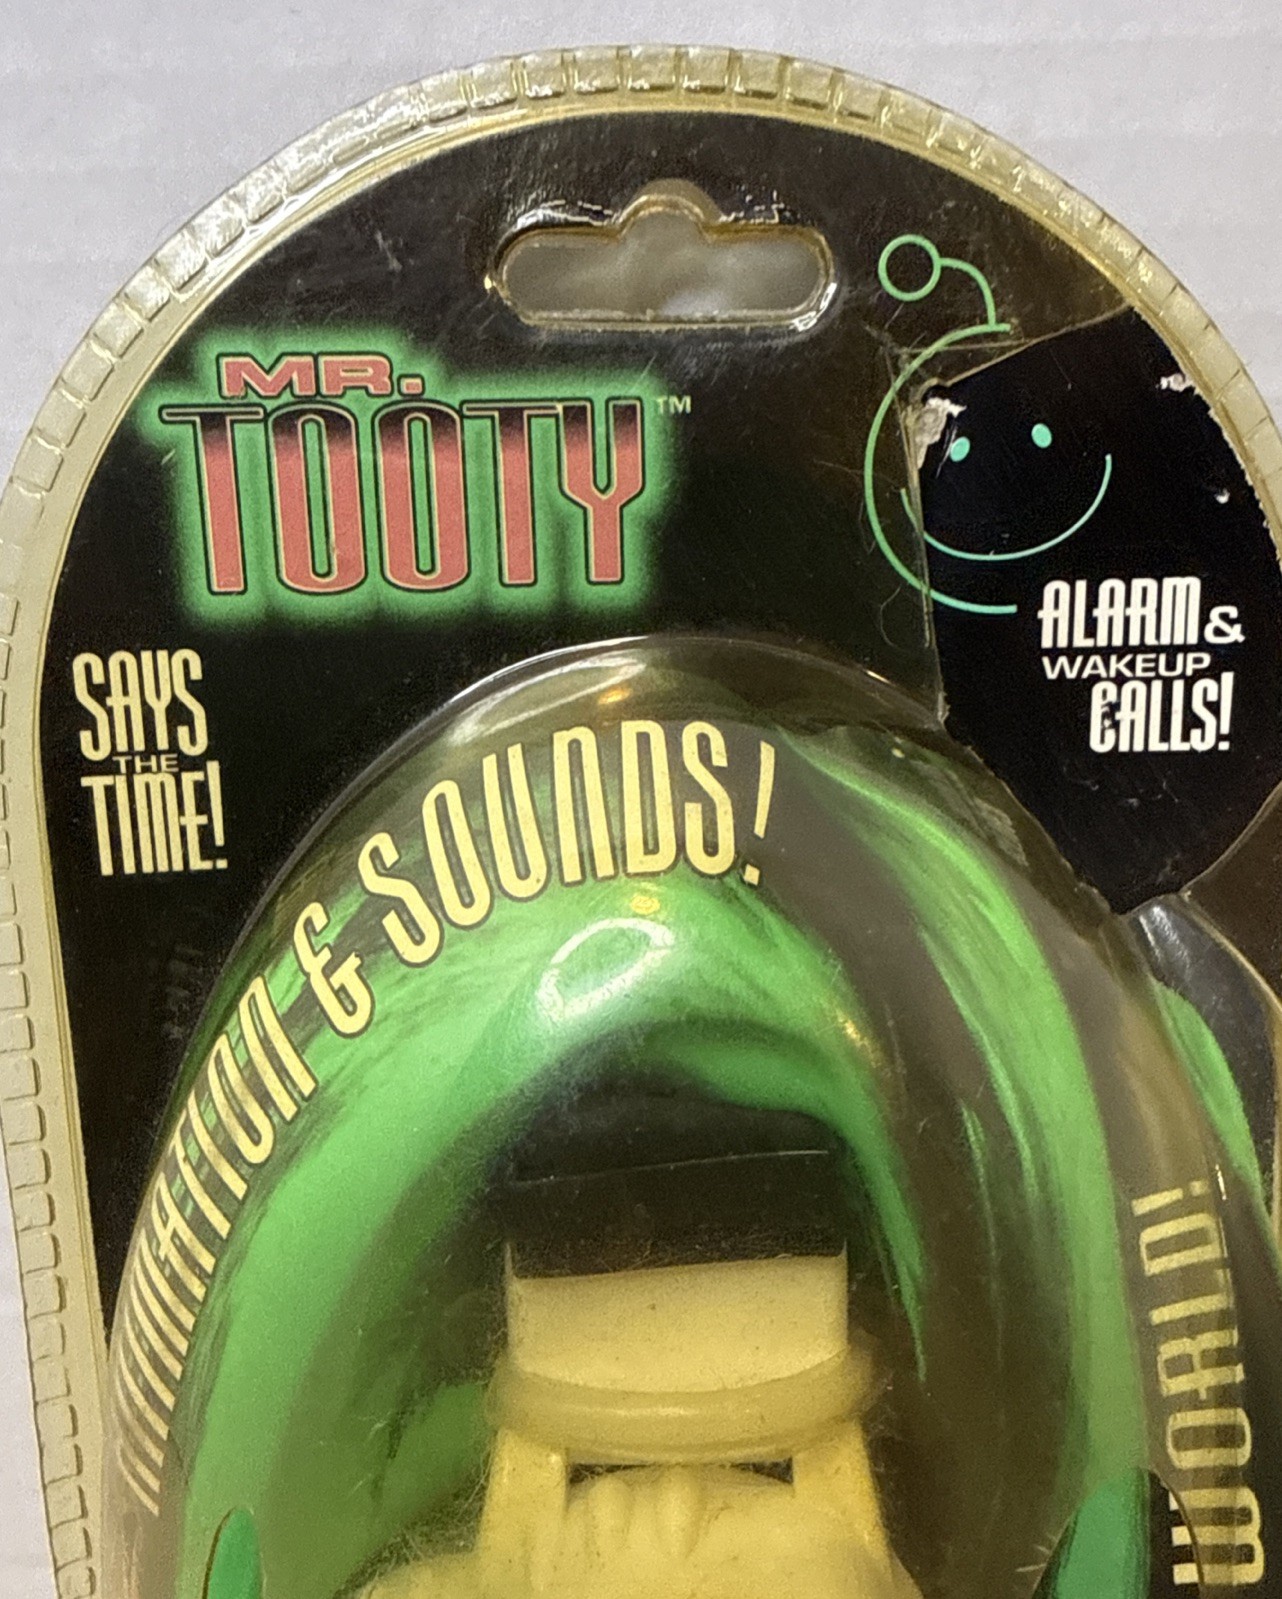 MR.
TOOTY™
SAYS
THE
TIME!
ALARM &
WAKEUP
CALLS!
& SOUNDS!
WORLD!